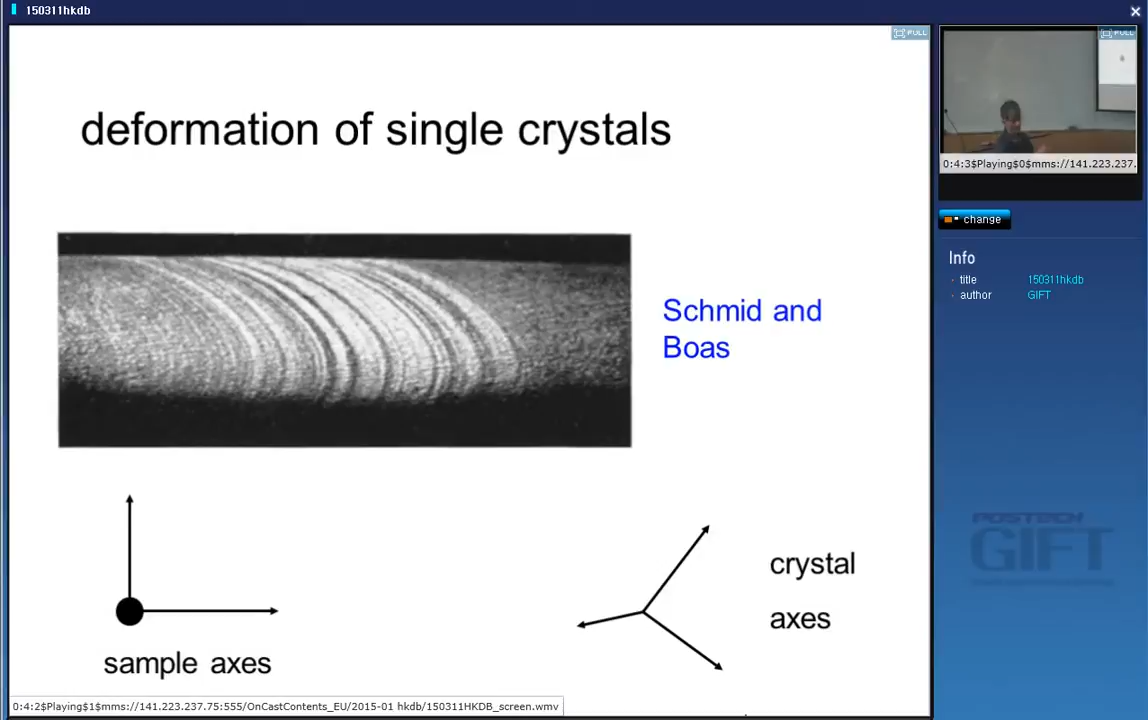 150311hkdb
FULL
deformation of single crystals
Schmid and
Boas
sample axes
crystal
axes
0:4:2$Playing$1$mms://141.223.237.75:555/OnCastContents_EU/2015-01 hkdb/150311HKDB_screen.wmv
FULL
0:4:3$Playing$0$mms://141.223.237.
change
Info
title 150311hkdb
author GIFT
POSTECH
GIFT